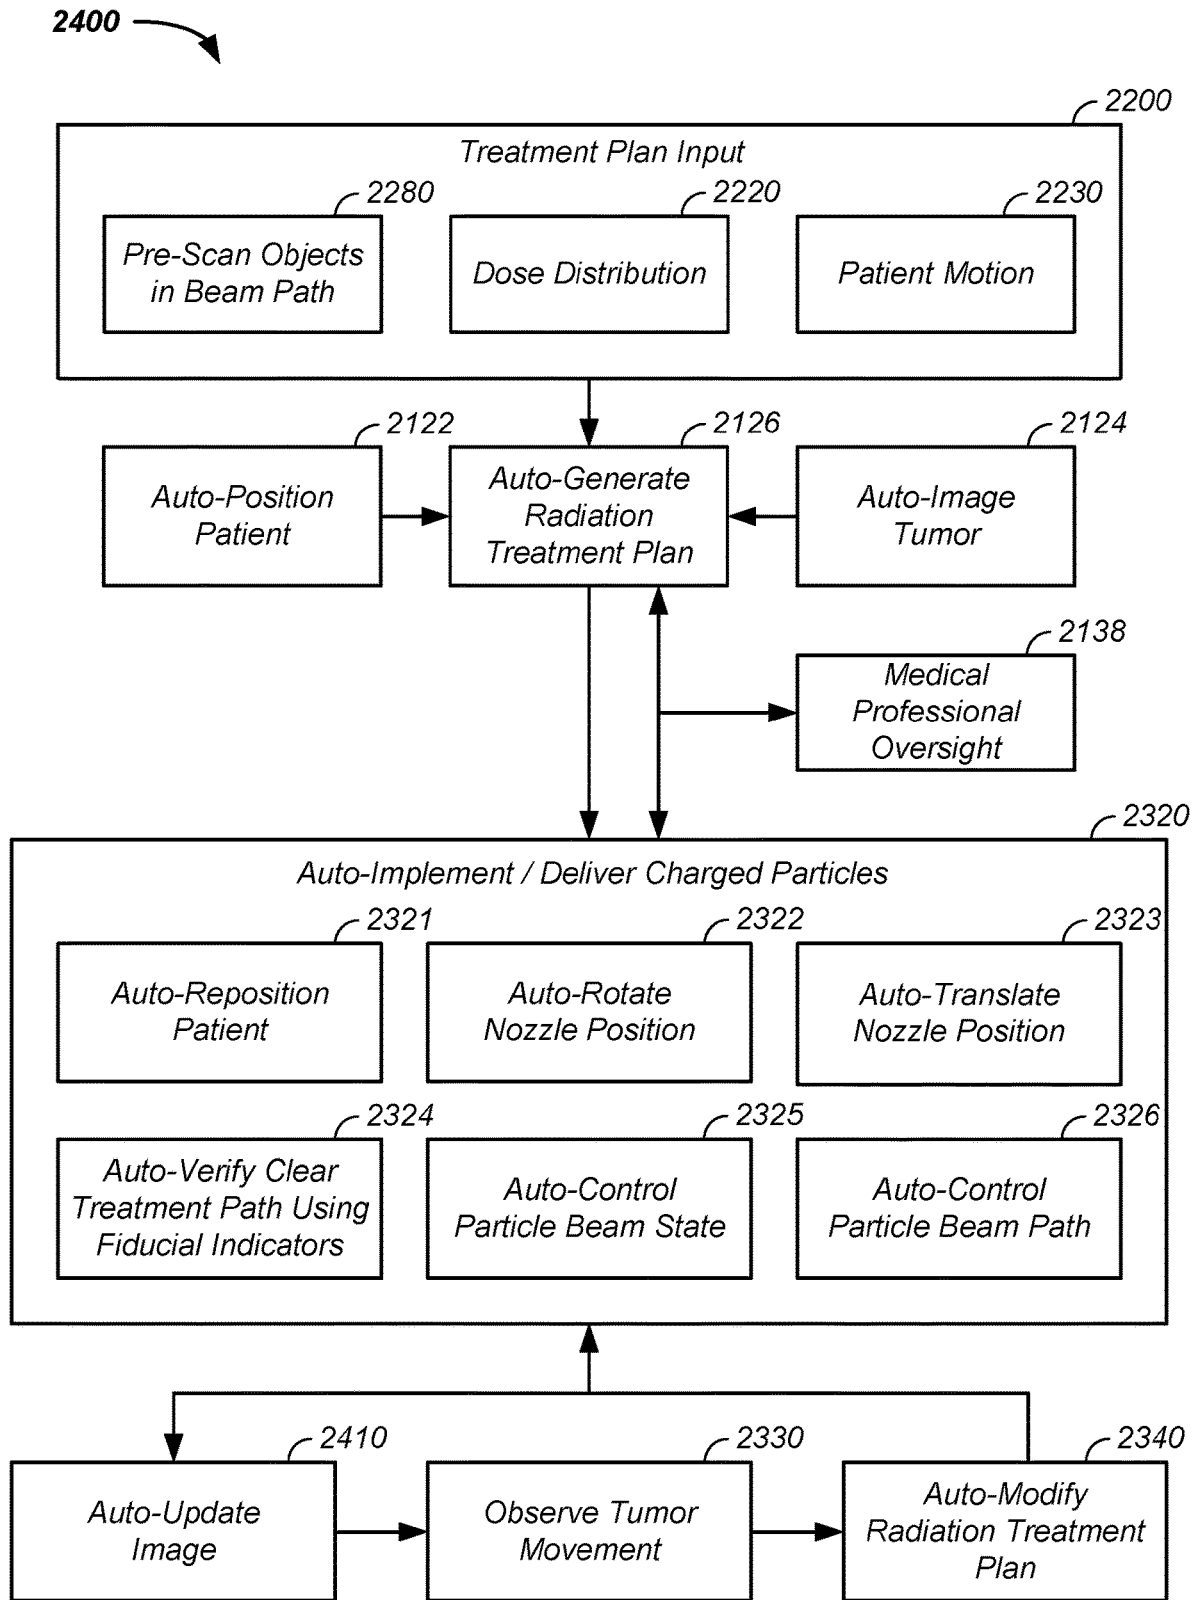 2400
2200
Treatment Plan Input
2280
2220
2230
Pre-Scan Objects
in Beam Path
Dose Distribution
Patient Motion
2122
2126
2124
Auto-Position
Patient
Auto-Generate
Radiation
Treatment Plan
Auto-Image
Tumor
2138
Medical
Professional
Oversight
2320
Auto-Implement / Deliver Charged Particles
2321
2322
2323
Auto-Reposition
Patient
Auto-Rotate
Nozzle Position
Auto-Translate
Nozzle Position
2324
2325
2326
Auto-Verify Clear
Treatment Path Using
Fiducial Indicators
Auto-Control
Particle Beam State
Auto-Control
Particle Beam Path
2410
2330
2340
Auto-Update
Image
Observe Tumor
Movement
Auto-Modify
Radiation Treatment
Plan